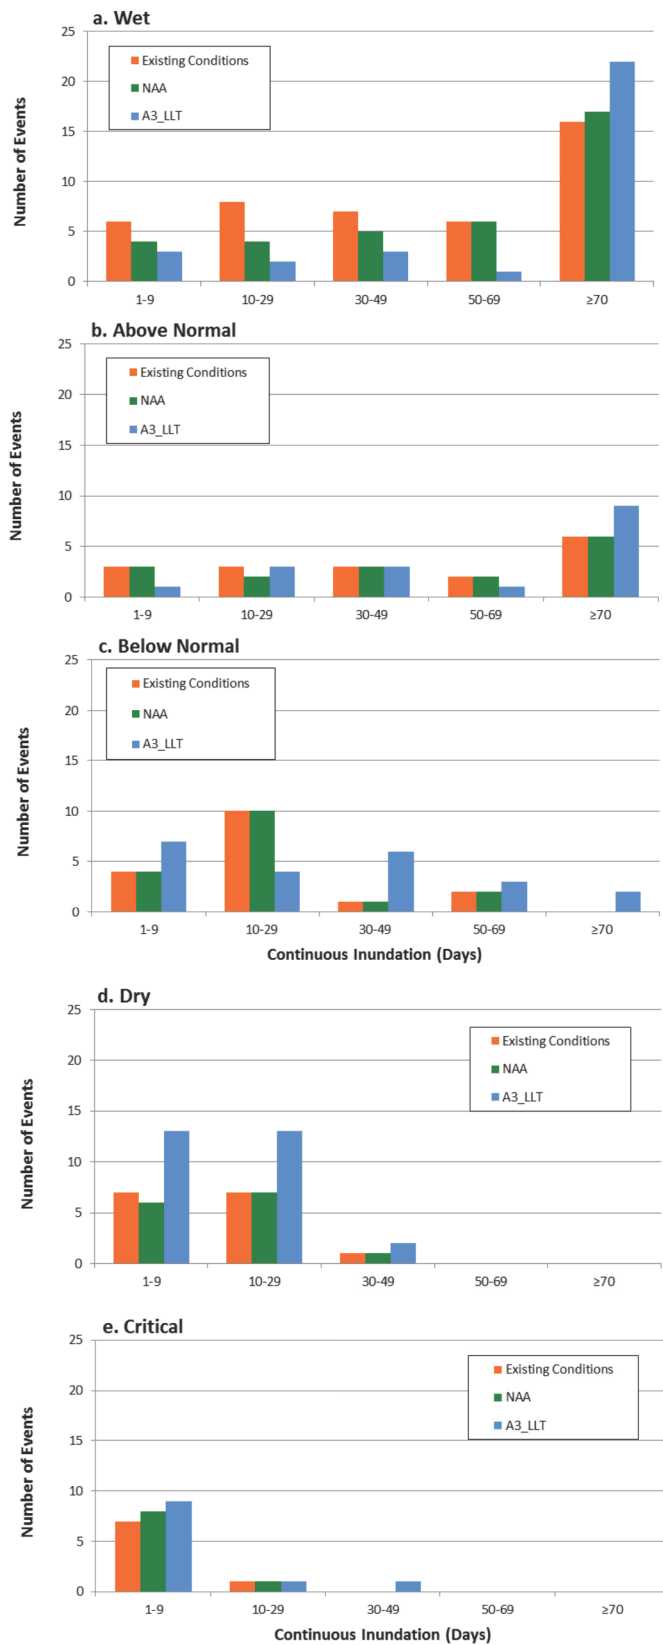 a. Wet
Number of Events
25
20
15
10
5
0
Existing Conditions
NAA
A3_LLT
1-9 10-29 30-49 50-69 ≥70
b. Above Normal
Number of Events
25
20
15
10
5
0
Existing Conditions
NAA
A3_LLT
1-9 10-29 30-49 50-69 ≥70
c. Below Normal
Number of Events
25
20
15
10
5
0
Existing Conditions
NAA
A3_LLT
1-9 10-29 30-49 50-69 ≥70
Continuous Inundation (Days)
d. Dry
Number of Events
25
20
15
10
5
0
Existing Conditions
NAA
A3_LLT
1-9 10-29 30-49 50-69 ≥70
e. Critical
Number of Events
25
20
15
10
5
0
Existing Conditions
NAA
A3_LLT
1-9 10-29 30-49 50-69 ≥70
Continuous Inundation (Days)